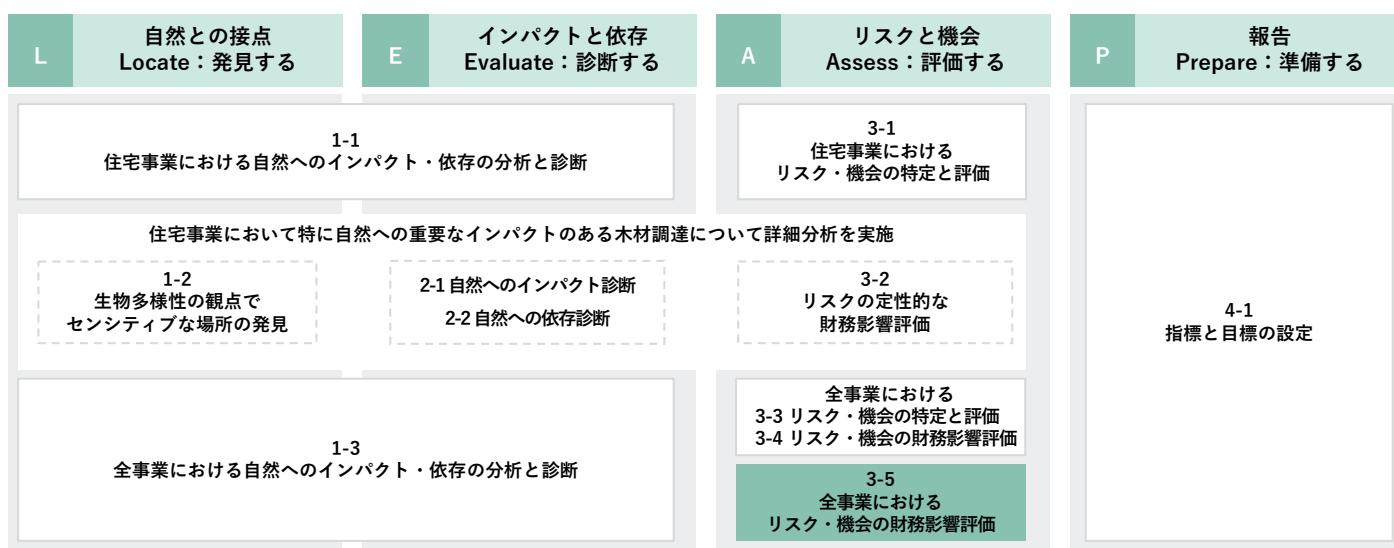 L
自然との接点
Locate：発見する
E
インパクトと依存
Evaluate：診断する
A
リスクと機会
Assess：評価する
P
報告
Prepare：準備する
1-1
住宅事業における自然へのインパクト・依存の分析と診断
3-1
住宅事業における
リスク・機会の特定と評価
住宅事業において特に自然への重要なインパクトのある木材調達について詳細分析を実施
1-2
生物多様性の観点で
センシティブな場所の発見
2-1 自然へのインパクト診断
2-2 自然への依存診断
3-2
リスクの定性的な
財務影響評価
4-1
指標と目標の設定
1-3
全事業における自然へのインパクト・依存の分析と診断
全事業における
3-3 リスク・機会の特定と評価
3-4 リスク・機会の財務影響評価
3-5
全事業における
リスク・機会の財務影響評価